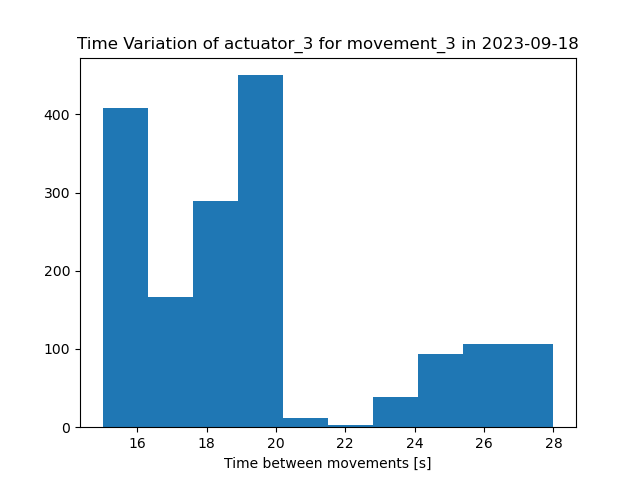 Time Variation of actuator_3 for movement_3 in 2023-09-18
400
300
200
100
0
16 18 20 22 24 26 28
Time between movements [s]